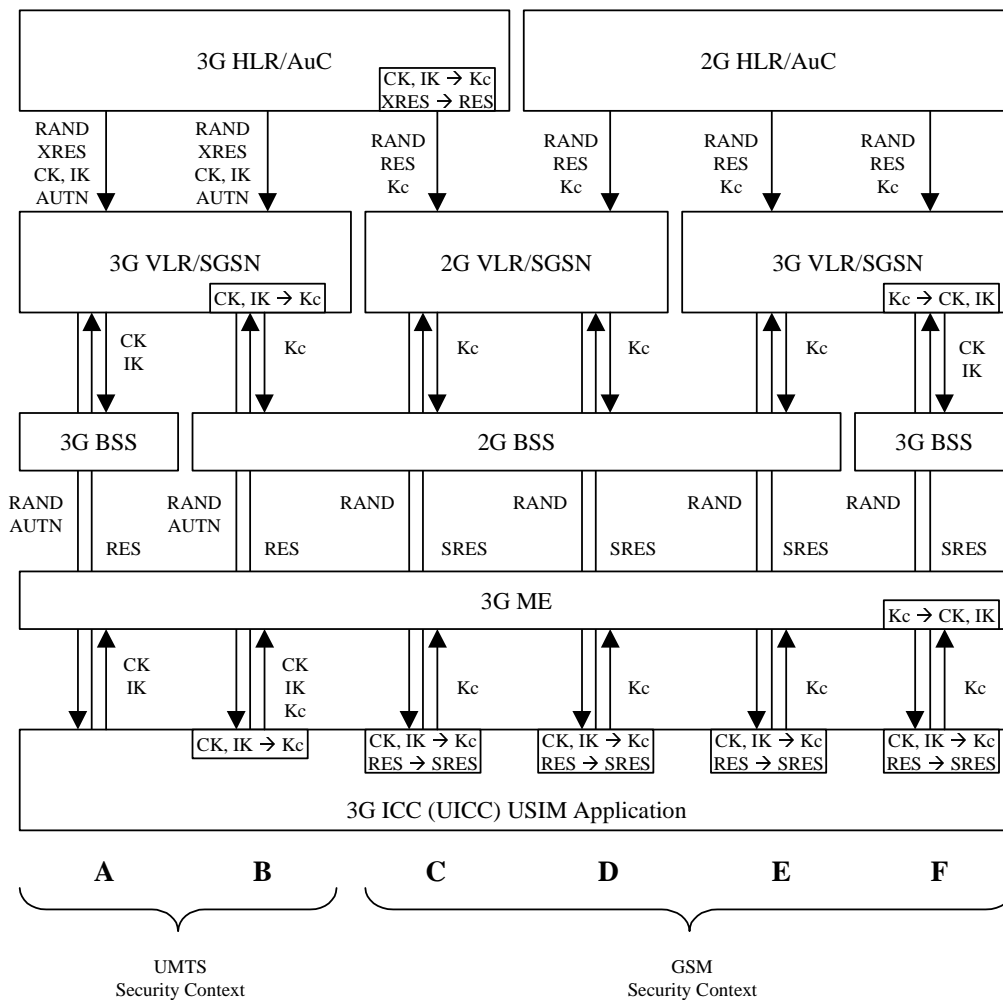 3G HLR/AuC
2G HLR/AuC
CK, IK → Kc
XRES → RES
RAND
XRES
CK, IK
AUTN
RAND
XRES
CK, IK
AUTN
RAND
RES
Kc
RAND
RES
Kc
RAND
RES
Kc
RAND
RES
Kc
3G VLR/SGSN
2G VLR/SGSN
3G VLR/SGSN
CK, IK → Kc
Kc → CK, IK
CK
IK
Kc
Kc
Kc
Kc
CK
IK
3G BSS
2G BSS
3G BSS
RAND
AUTN
RAND
AUTN
RAND
RAND
RAND
RAND
RES
RES
SRES
SRES
SRES
SRES
3G ME
Kc → CK, IK
CK
IK
CK
IK
Kc
Kc
Kc
Kc
Kc
CK, IK → Kc
CK, IK → Kc
RES → SRES
CK, IK → Kc
RES → SRES
CK, IK → Kc
RES → SRES
CK, IK → Kc
RES → SRES
3G ICC (UICC) USIM Application
A
B
C
D
E
F
UMTS
Security Context
GSM
Security Context